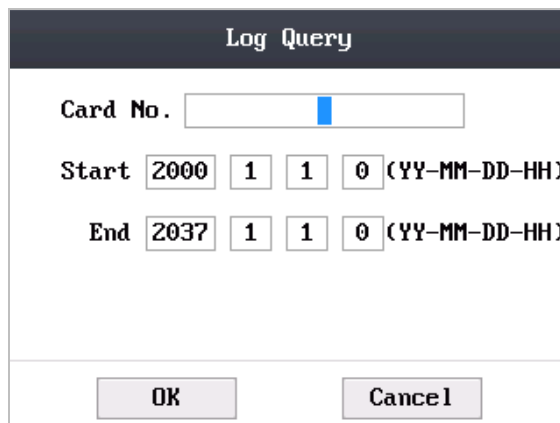 Log Query
Card No.
Start 2000 1 1 0 (YY-MM-DD-HH)
End 2037 1 1 0 (YY-MM-DD-HH)
OK Cancel